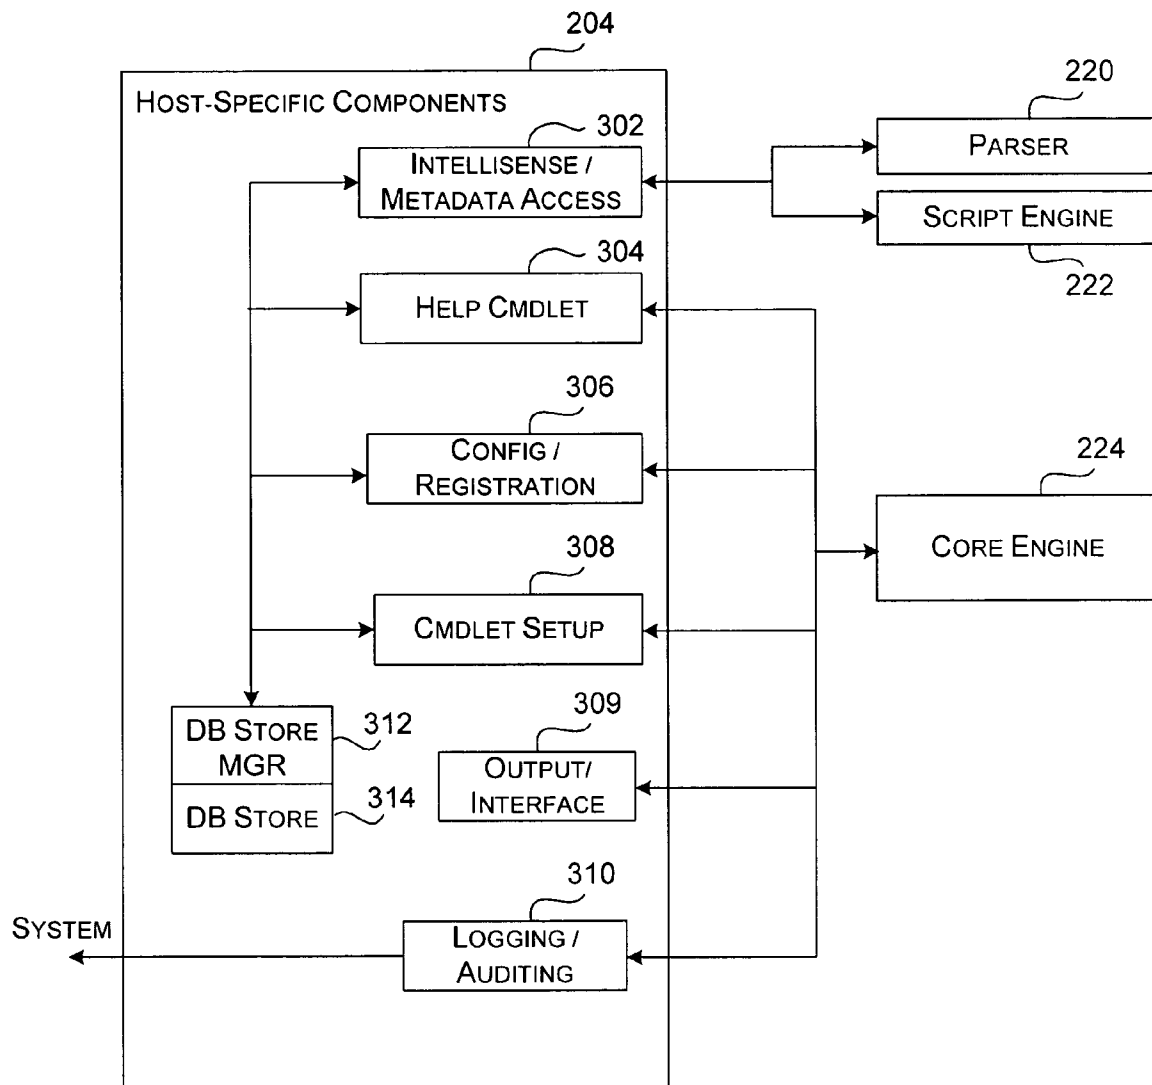 204
HOST-SPECIFIC COMPONENTS
302
INTELLISENSE /
METADATA ACCESS
220
PARSER
SCRIPT ENGINE
222
304
HELP CMDLET
306
CONFIG /
REGISTRATION
224
CORE ENGINE
308
CMDLET SETUP
DB STORE
MGR
312
DB STORE
314
309
OUTPUT/
INTERFACE
310
LOGGING /
AUDITING
SYSTEM